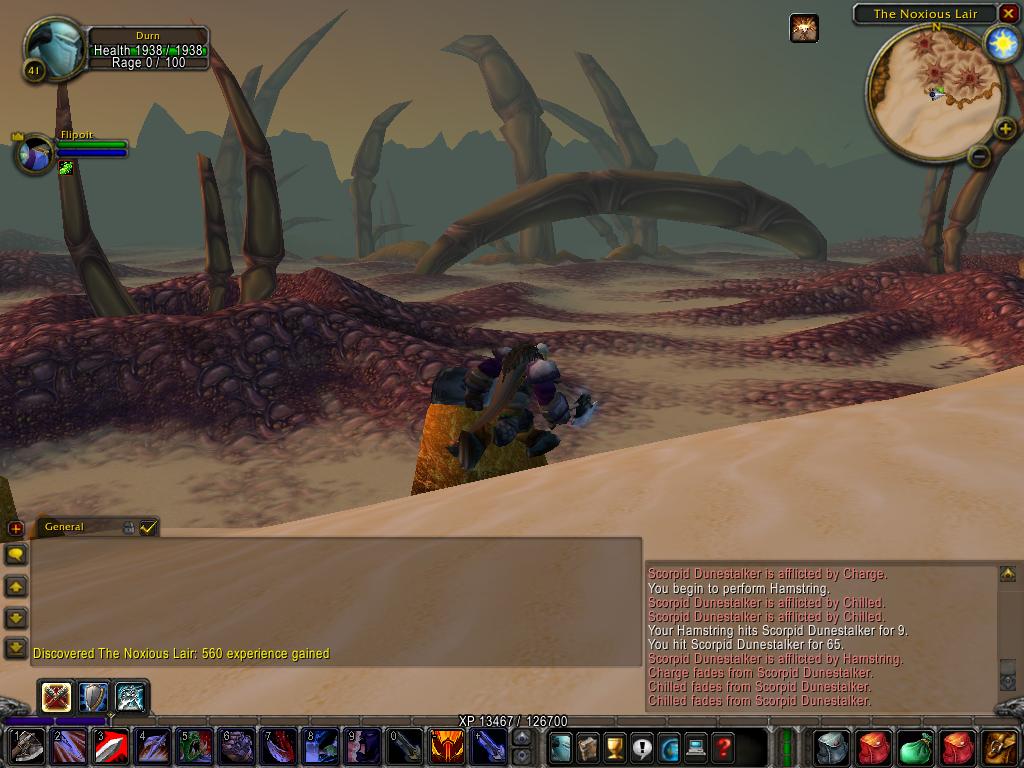 Durn
Health 1938 / 1938
Rage 0 / 100
41
Flipoit
The Noxious Lair
N
General
Discovered The Noxious Lair: 560 experience gained
Scorpid Dunestalker is afflicted by Charge.
You begin to perform Hamstring.
Scorpid Dunestalker is afflicted by Chilled.
Scorpid Dunestalker is afflicted by Chilled.
Your Hamstring hits Scorpid Dunestalker for 9.
You hit Scorpid Dunestalker for 65.
Scorpid Dunestalker is afflicted by Hamstring.
Charge fades from Scorpid Dunestalker.
Chilled fades from Scorpid Dunestalker.
Chilled fades from Scorpid Dunestalker.
XP 13467 / 126700
1 2 3 4 5 6 7 8 9 0 - =